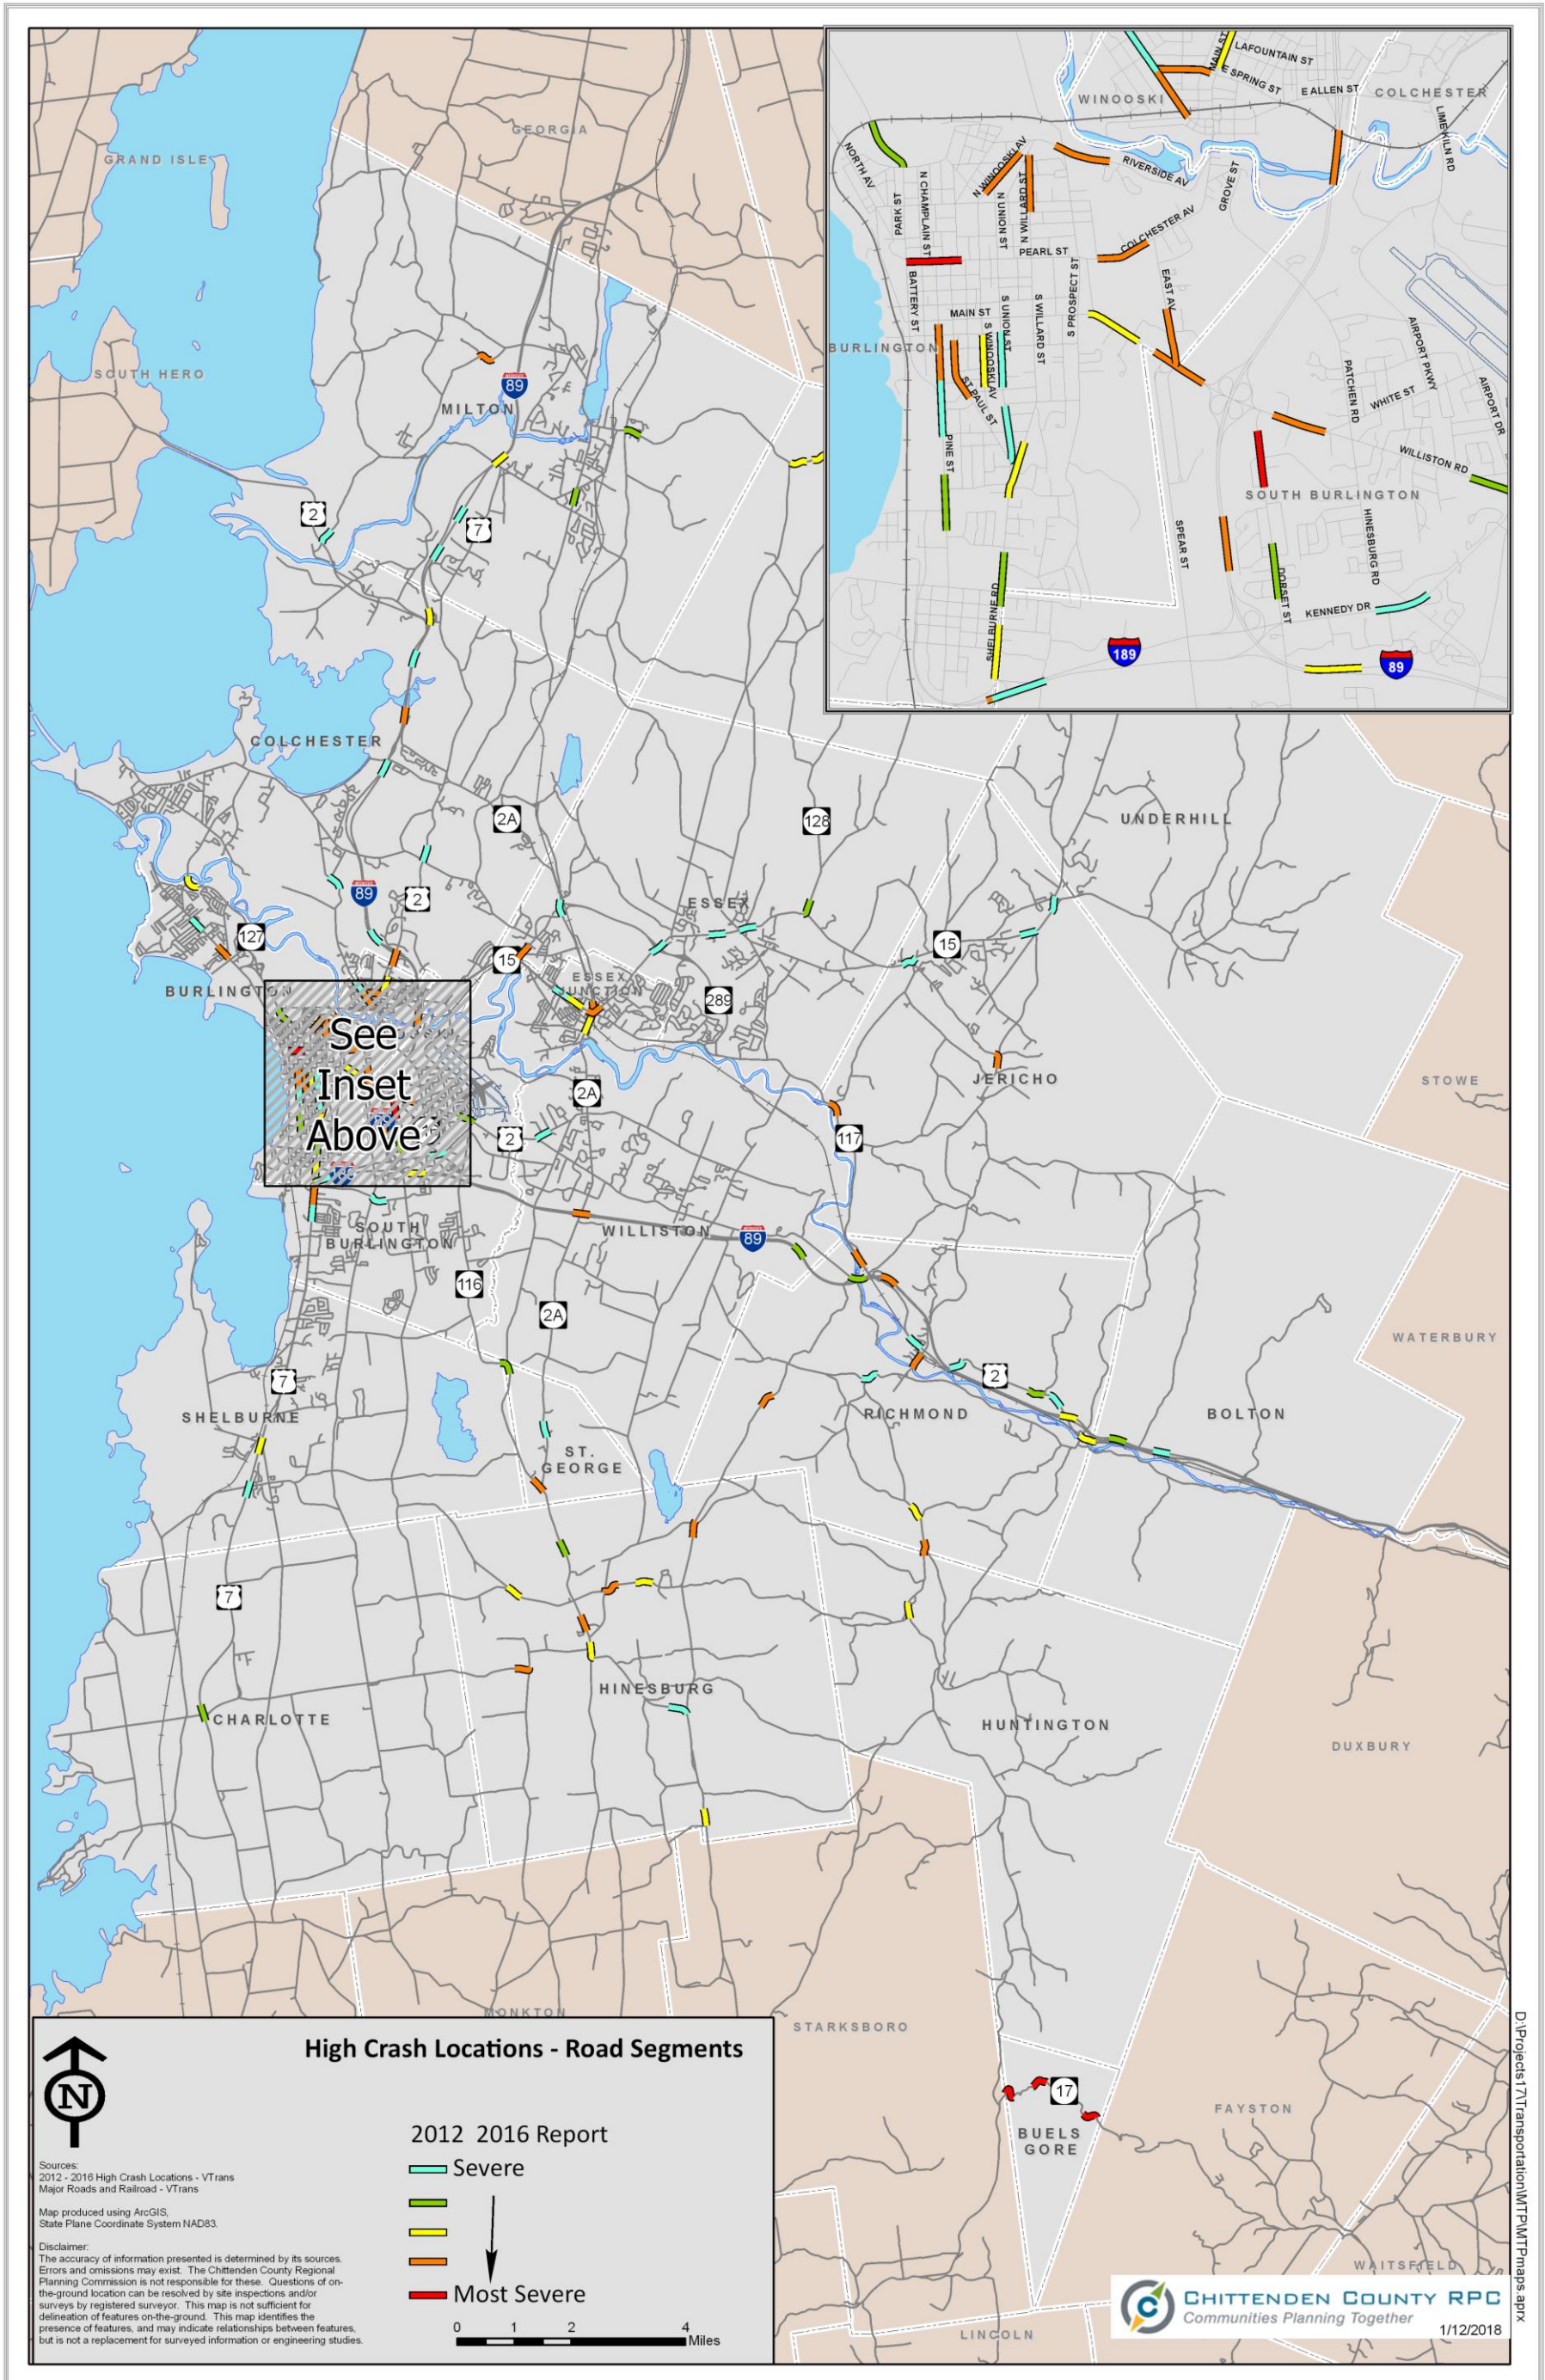 GEORGIA
GRAND ISLE
SOUTH HERO
89
MILTON
2
7
COLCHESTER
2A
128
UNDERHILL
89
2
ESSEX
127
15
15
ESSEX
JUNCTION
BURLINGTON
289
See
Inset
Above
JERICHO
STOWE
2A
117
2
SOUTH
BURLINGTON
WILLISTON
89
116
2A
WATERBURY
7
2
SHELBURNE
RICHMOND
BOLTON
ST.
GEORGE
7
HINESBURG
CHARLOTTE
HUNTINGTON
DUXBURY
MONKTON
STARKSBORO
17
BUELS
GORE
FAYSTON
WAITSFIELD
LINCOLN
MAIN ST
LAFOUNTAIN ST
E SPRING ST
E ALLEN ST
COLCHESTER
WINOOSKI
LIME KILN RD
NORTH AV
N WINOOSKI AV
RIVERSIDE AV
GROVE ST
PARK ST
N CHAMPLAIN ST
N UNION ST
N WILLARD ST
COLCHESTER AV
PEARL ST
S PROSPECT ST
EAST AV
BATTERY ST
MAIN ST
S WINOOSKI AV
S UNION ST
S WILLARD ST
BURLINGTON
ST PAUL ST
AIRPORT PKWY
PATCHEN RD
WHITE ST
AIRPORT DR
PINE ST
WILLISTON RD
SOUTH BURLINGTON
SPEAR ST
HINESBURG RD
DORSET ST
KENNEDY DR
SHELBURNE RD
189
89
High Crash Locations - Road Segments
N
2012 2016 Report
Severe
Most Severe
Sources:
2012 - 2016 High Crash Locations - VTrans
Major Roads and Railroad - VTrans
Map produced using ArcGIS,
State Plane Coordinate System NAD83.
Disclaimer:
The accuracy of information presented is determined by its sources.
Errors and omissions may exist. The Chittenden County Regional
Planning Commission is not responsible for these. Questions of on-
the-ground location can be resolved by site inspections and/or
surveys by registered surveyor. This map is not sufficient for
delineation of features on-the-ground. This map identifies the
presence of features, and may indicate relationships between features,
but is not a replacement for surveyed information or engineering studies.
0 1 2 4
Miles
C
CHITTENDEN COUNTY RPC
Communities Planning Together
1/12/2018
D:\Projects17\Transportation\MTP\MTPmaps.aprx